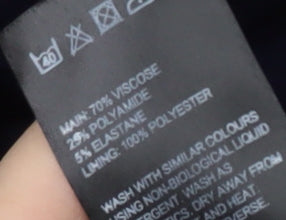 40
MAIN: 70% VISCOSE
25% POLYAMIDE
5% ELASTANE
LINING: 100% POLYESTER
WASH WITH SIMILAR COLOURS
USING NON-BIOLOGICAL LIQUID
DETERGENT. WASH AS
DRY AWAY FROM
AND HEAT.